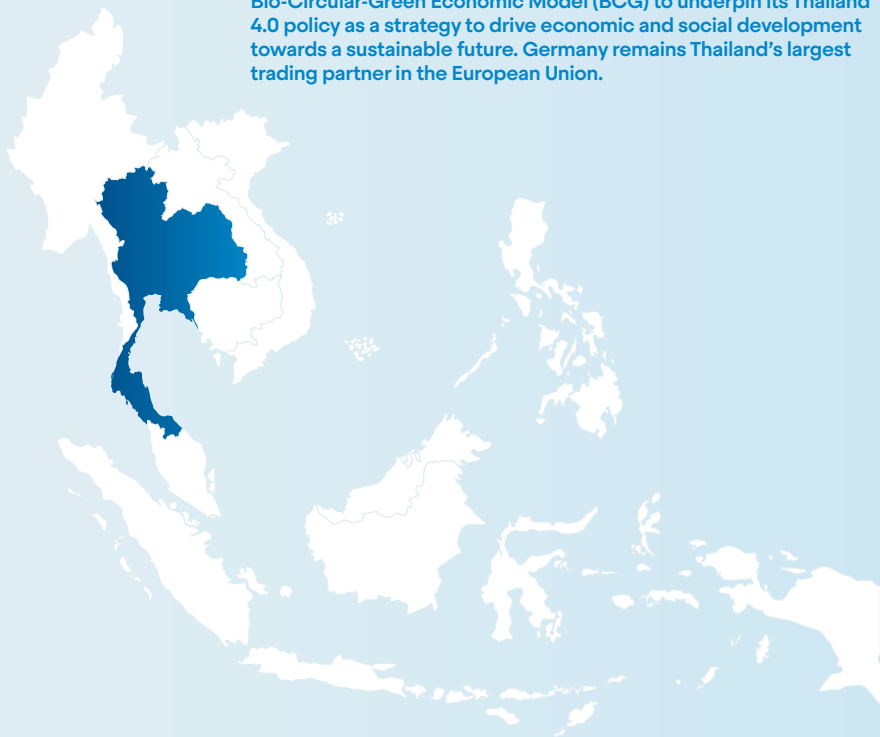 Bio-Circular-Green Economic Model (BCG) to underpin its Thailand
4.0 policy as a strategy to drive economic and social development
towards a sustainable future. Germany remains Thailand’s largest
trading partner in the European Union.